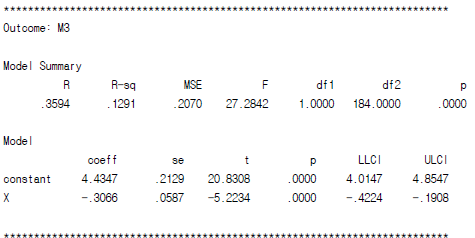 **************************************************************************
Outcome: M3
Model Summary
R R-sq MSE F df1 df2 p
.3594 .1291 .2070 27.2842 1.0000 184.0000 .0000
Model
coeff se t p LLCI ULCI
constant 4.4347 .2129 20.8308 .0000 4.0147 4.8547
X -.3066 .0587 -5.2234 .0000 -.4224 -.1908
**************************************************************************